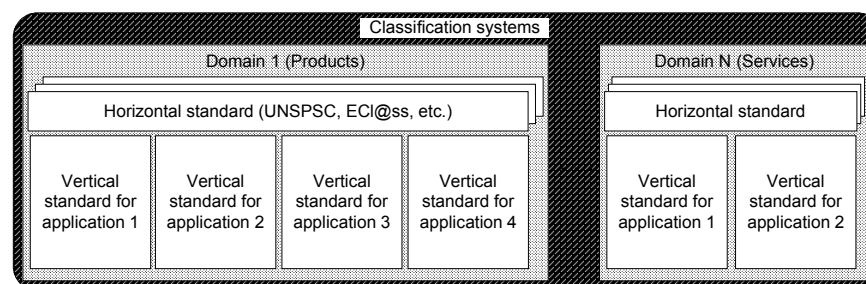 Classification systems
Domain 1 (Products)
Horizontal standard (UNSPSC, ECl@ss, etc.)
Vertical
standard for
application 1
Vertical
standard for
application 2
Vertical
standard for
application 3
Vertical
standard for
application 4
Domain N (Services)
Horizontal standard
Vertical
standard for
application 1
Vertical
standard for
application 2